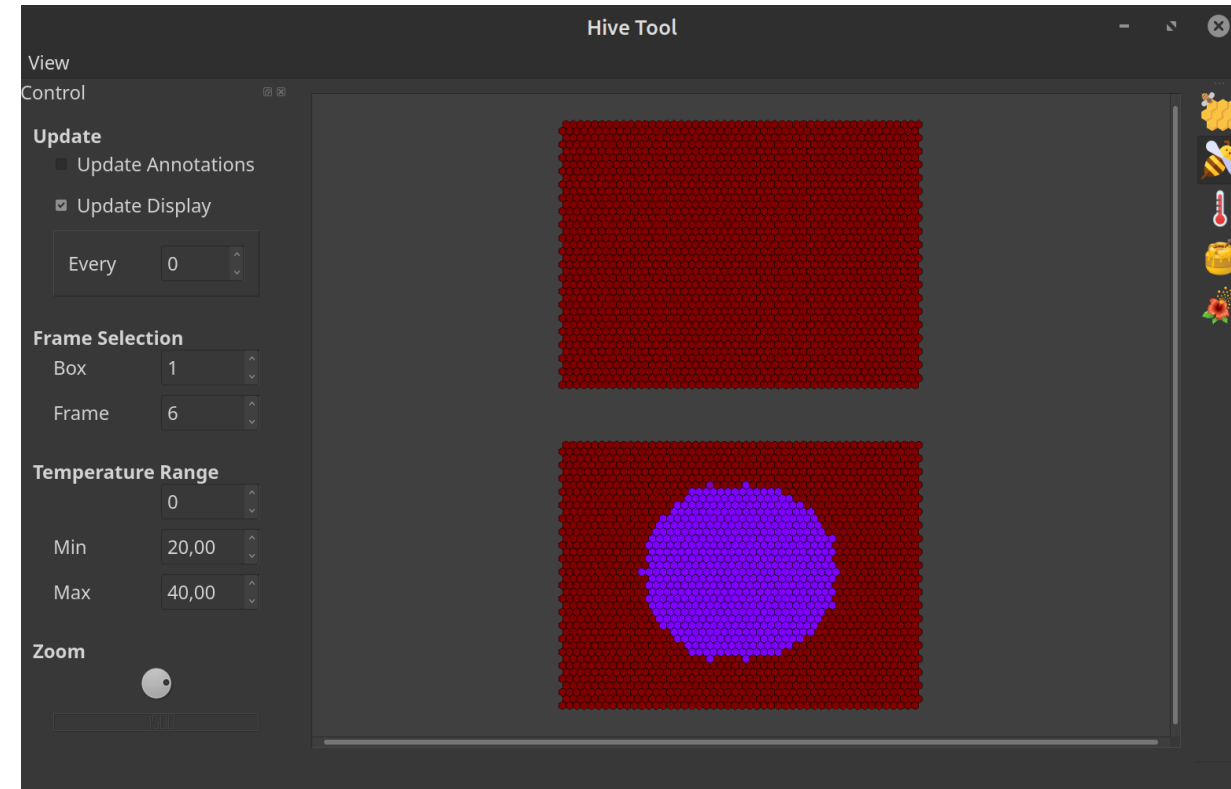 Hive Tool
View
Control
Update
Update Annotations
Update Display
Every 0
Frame Selection
Box 1
Frame 6
Temperature Range
0
Min 20,00
Max 40,00
Zoom